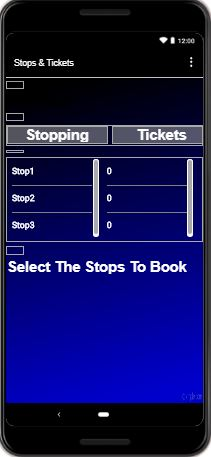 12:00
Stops & Tickets
Stopping Tickets
Stop1 0
Stop2 0
Stop3 0
Select The Stops To Book